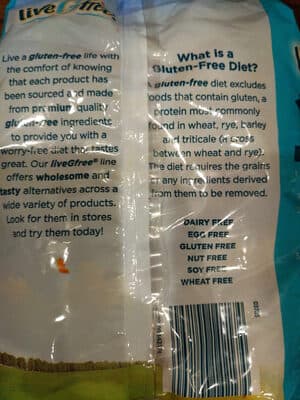 liveGfree
Live a gluten-free life with
the comfort of knowing
that each product has
been sourced and made
from premium quality
gluten-free ingredients
to provide you with a
worry-free diet that tastes
great. Our liveGfree® line
offers wholesome and
tasty alternatives across a
wide variety of products.
Look for them in stores
and try them today!
What is a
Gluten-Free Diet?
A gluten-free diet excludes
foods that contain gluten, a
protein most commonly
found in wheat, rye, barley
and triticale (a cross
between wheat and rye).
The diet requires the grains
any ingredients derived
from them to be removed.
DAIRY FREE
EGG FREE
GLUTEN FREE
NUT FREE
SOY FREE
WHEAT FREE